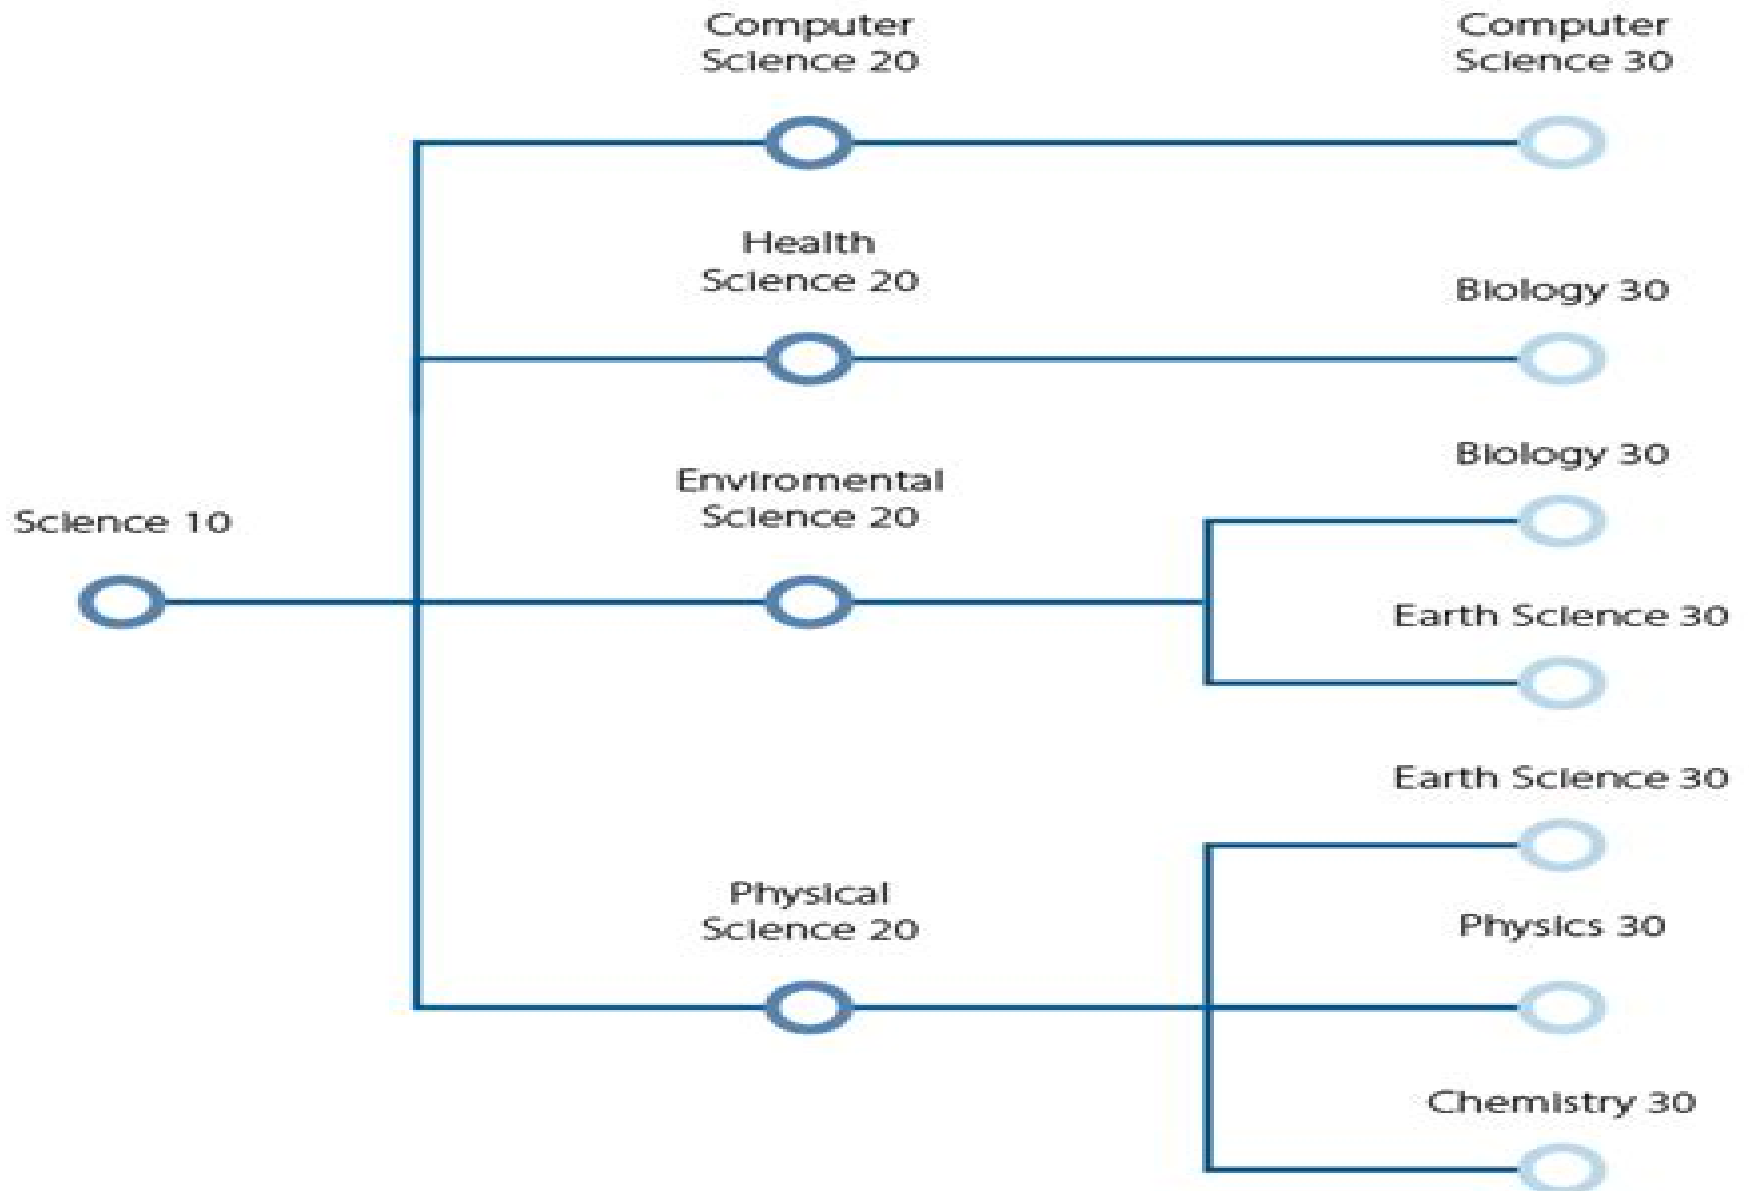 Computer
Science 20
Computer
Science 30
Health
Science 20
Biology 30
Biology 30
Enviromental
Science 20
Science 10
Earth Science 30
Earth Science 30
Physical
Science 20
Physics 30
Chemistry 30